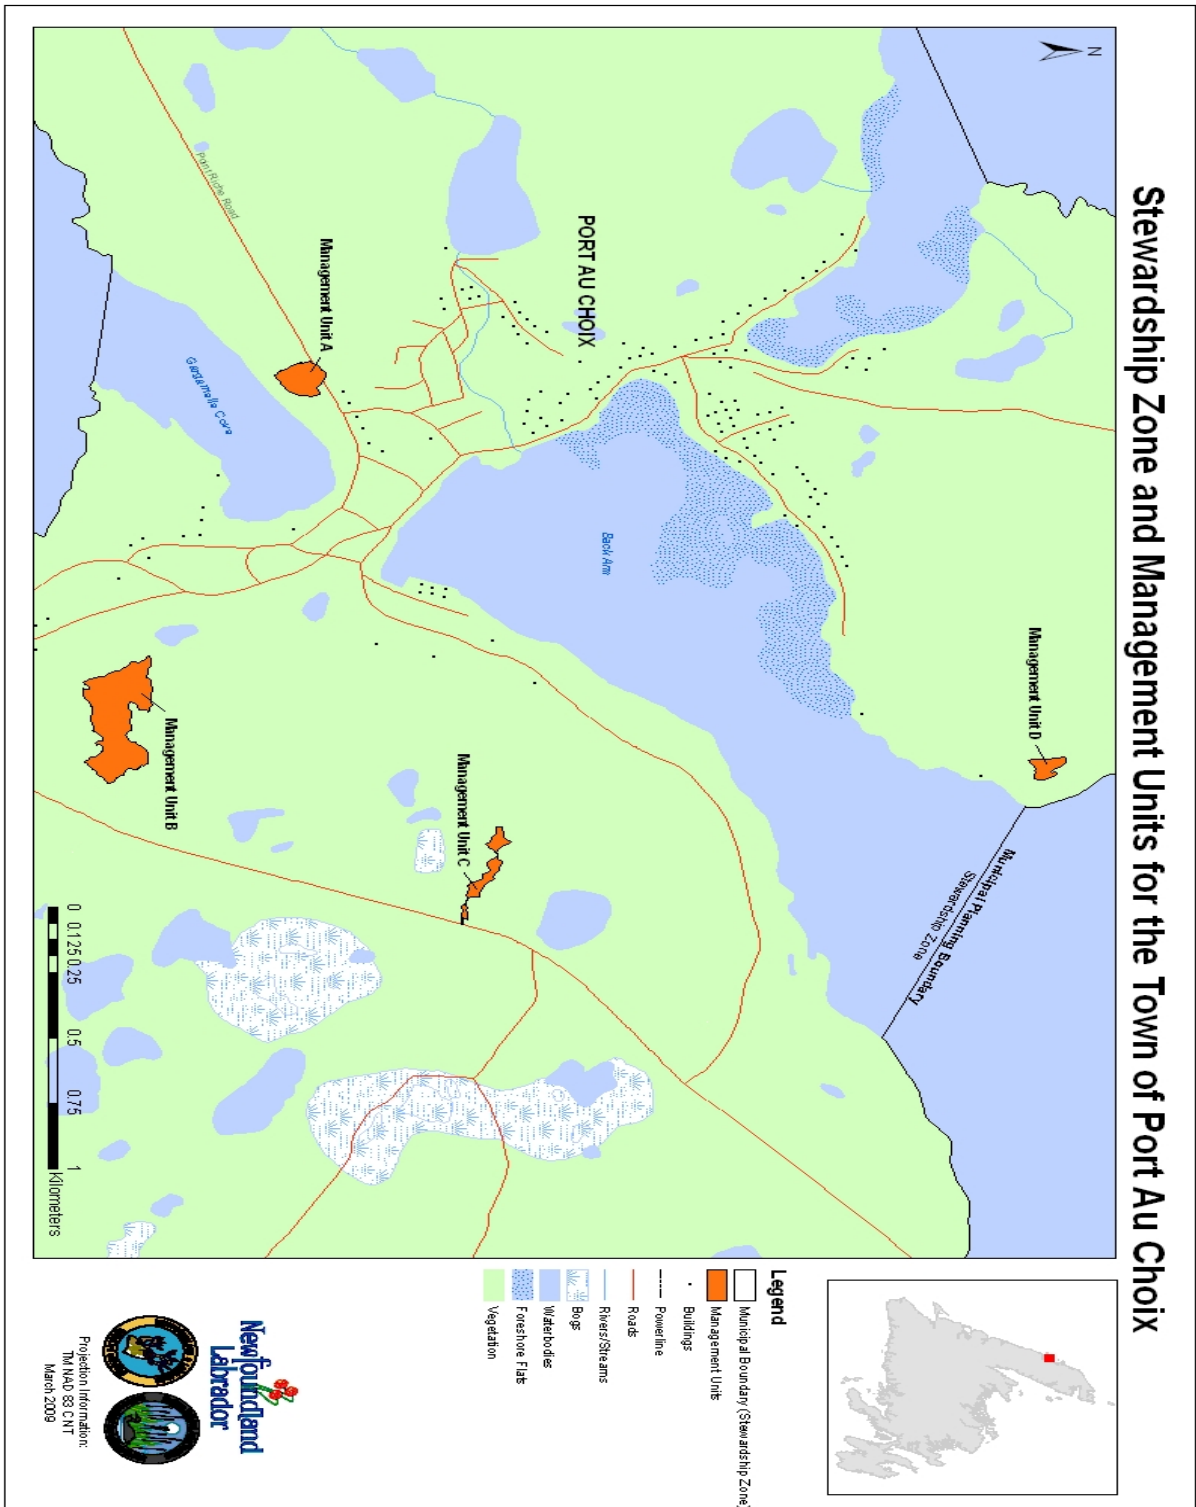 Stewardship Zone and Management Units for the Town of Port Au Choix
N
Point Riche Road
Management Unit A
PORT AU CHOIX
Gargamelle Cove
Back Arm
Management Unit D
Management Unit B
Management Unit C
Municipal Planning Boundary
Stewardship Zone
0 0.125 0.25 0.5 0.75 1
Kilometers
Legend
Municipal Boundary (Stewardship Zone)
Management Units
Buildings
Powerline
Roads
Rivers/Streams
Bogs
Waterbodies
Foreshore Flats
Vegetation
Newfoundland
Labrador
Projection Information:
TM NAD 83 CNT
March 2009